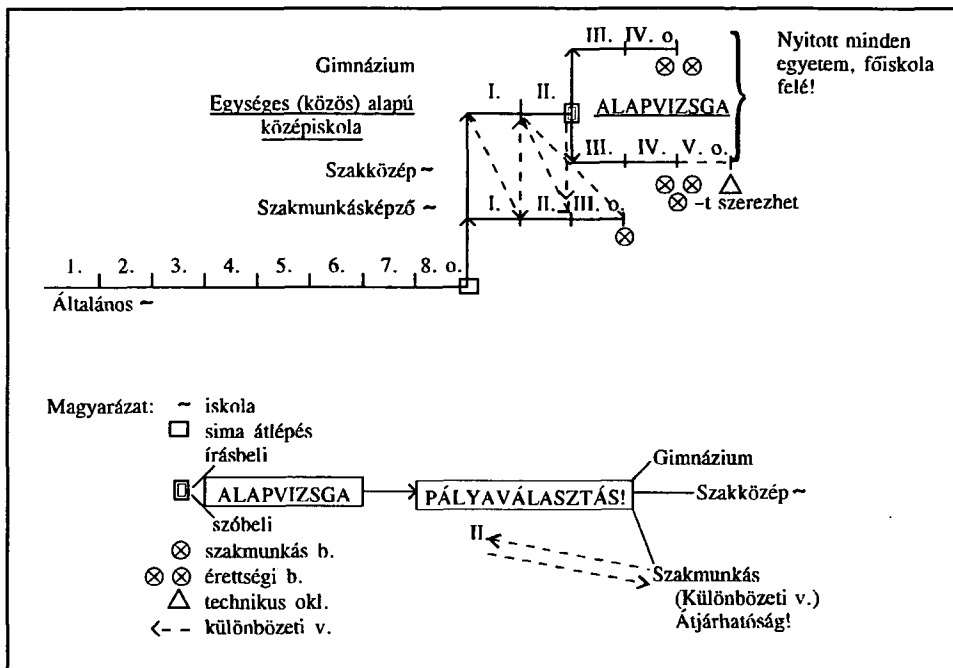 III. IV. o.
Nyitott minden
egyetem, főiskola
felé!
Gimnázium
I. II.
Egységes (közös) alapú
középiskola
ALAPVIZSGA
III. IV. V. o.
Szakközép ~
-t szerezhet
Szakmunkásképző ~
I. II. III. o.
1. 2. 3. 4. 5. 6. 7. 8. o.
Általános ~
Magyarázat: ~ iskola
sima átlépés
írásbeli
ALAPVIZSGA
szóbeli
PÁLYAVÁLASZTÁS!
Gimnázium
Szakközép ~
II
szakmunkás b.
érettségi b.
technikus okl.
különbözeti v.
Szakmunkás
(Különbözeti v.)
Átjárhatóság!